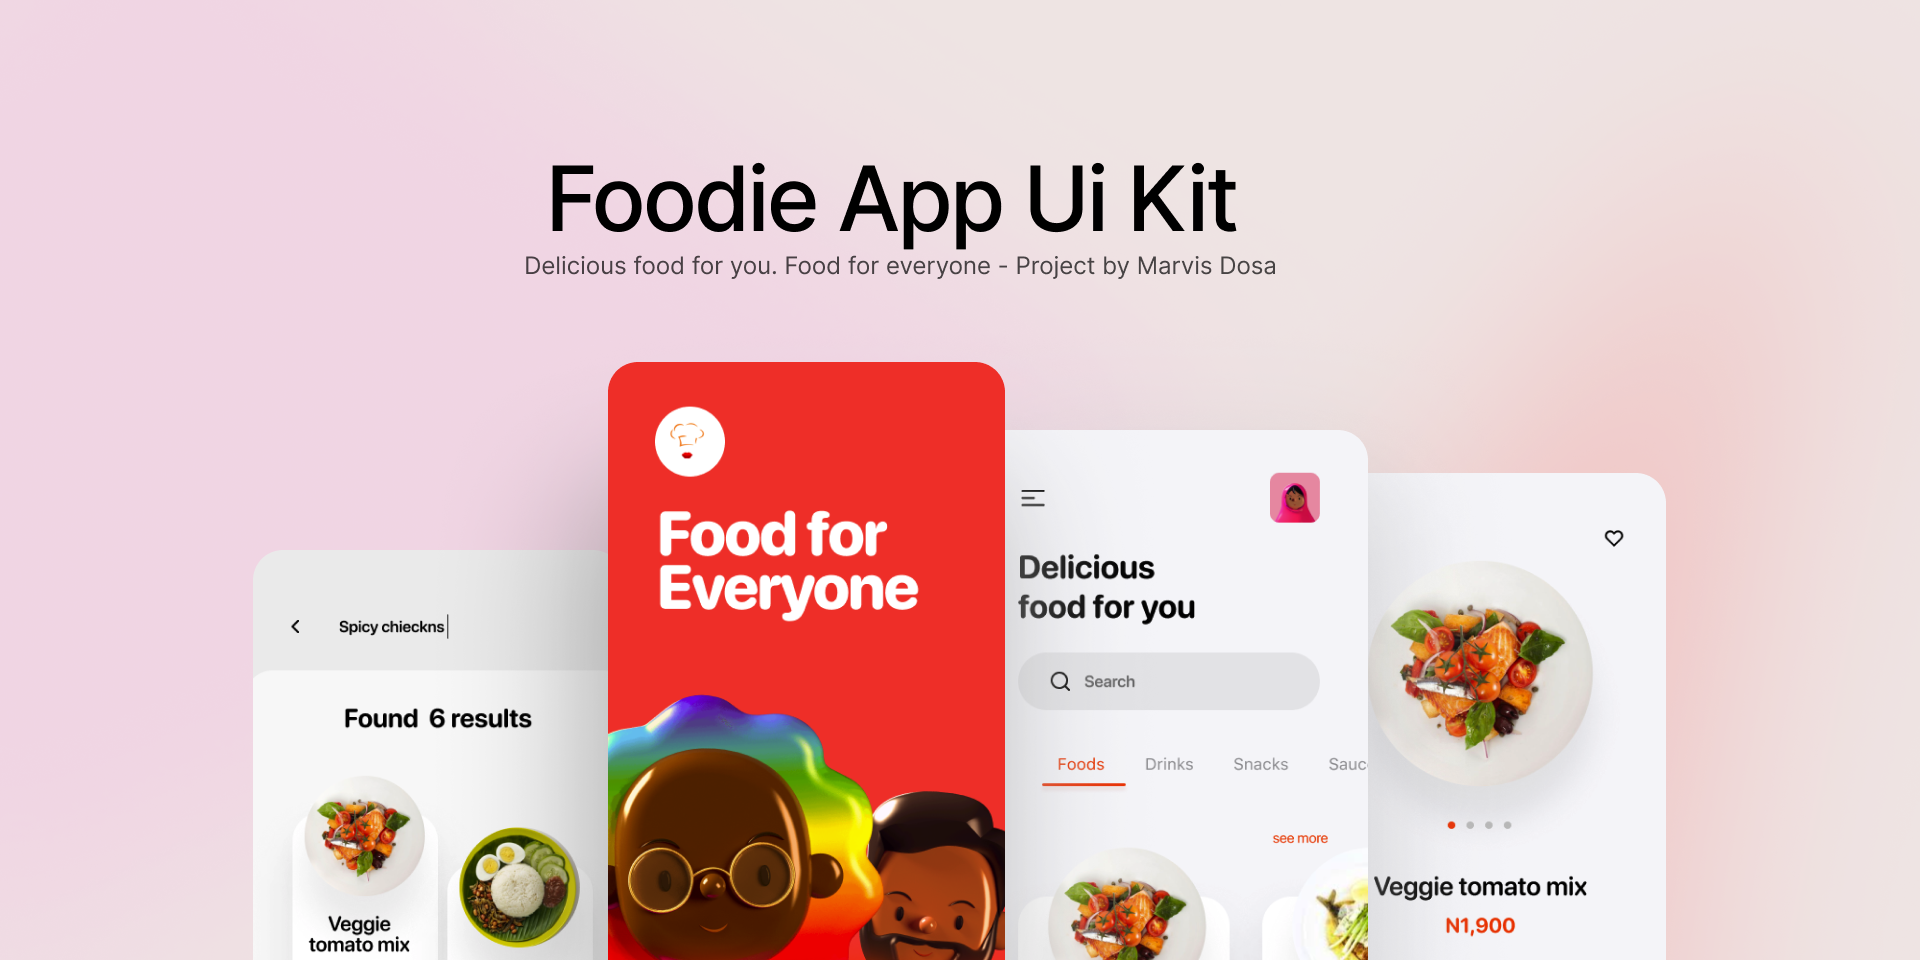 Foodie App Ui Kit
Delicious food for you. Food for everyone - Project by Marvis Dosa
Spicy chieckns
Found 6 results
Veggie
tomato mix
Food for
Everyone
Delicious
food for you
Search
Foods Drinks Snacks Sauc
see more
Veggie tomato mix
N1,900